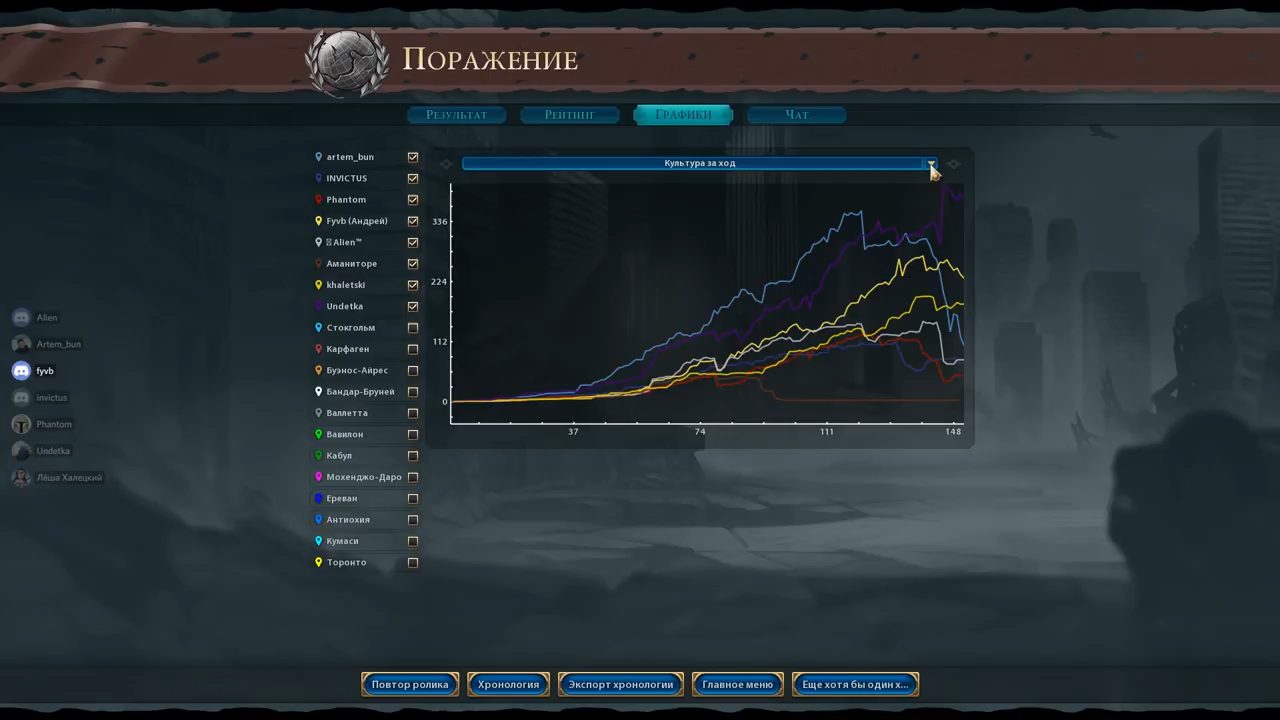 Поражение
Результат
Рейтинг
Графики
Чат
artem_bun
INVICTUS
Phantom
Fyvb (Андрей)
Alien™
Аманиторе
khaletski
Undetka
Стокгольм
Карфаген
Буэнос-Айрес
Бандар-Бруней
Валлетта
Вавилон
Кабул
Мохенджо-Даро
Ереван
Антиохия
Кумаси
Торонто
Культура за ход
336
224
112
0
37
74
111
148
Alien
Artem_bun
fyvb
invictus
Phantom
Undetka
Лёша Халецкий
Повтор ролика
Хронология
Экспорт хронологии
Главное меню
Еще хотя бы один х...